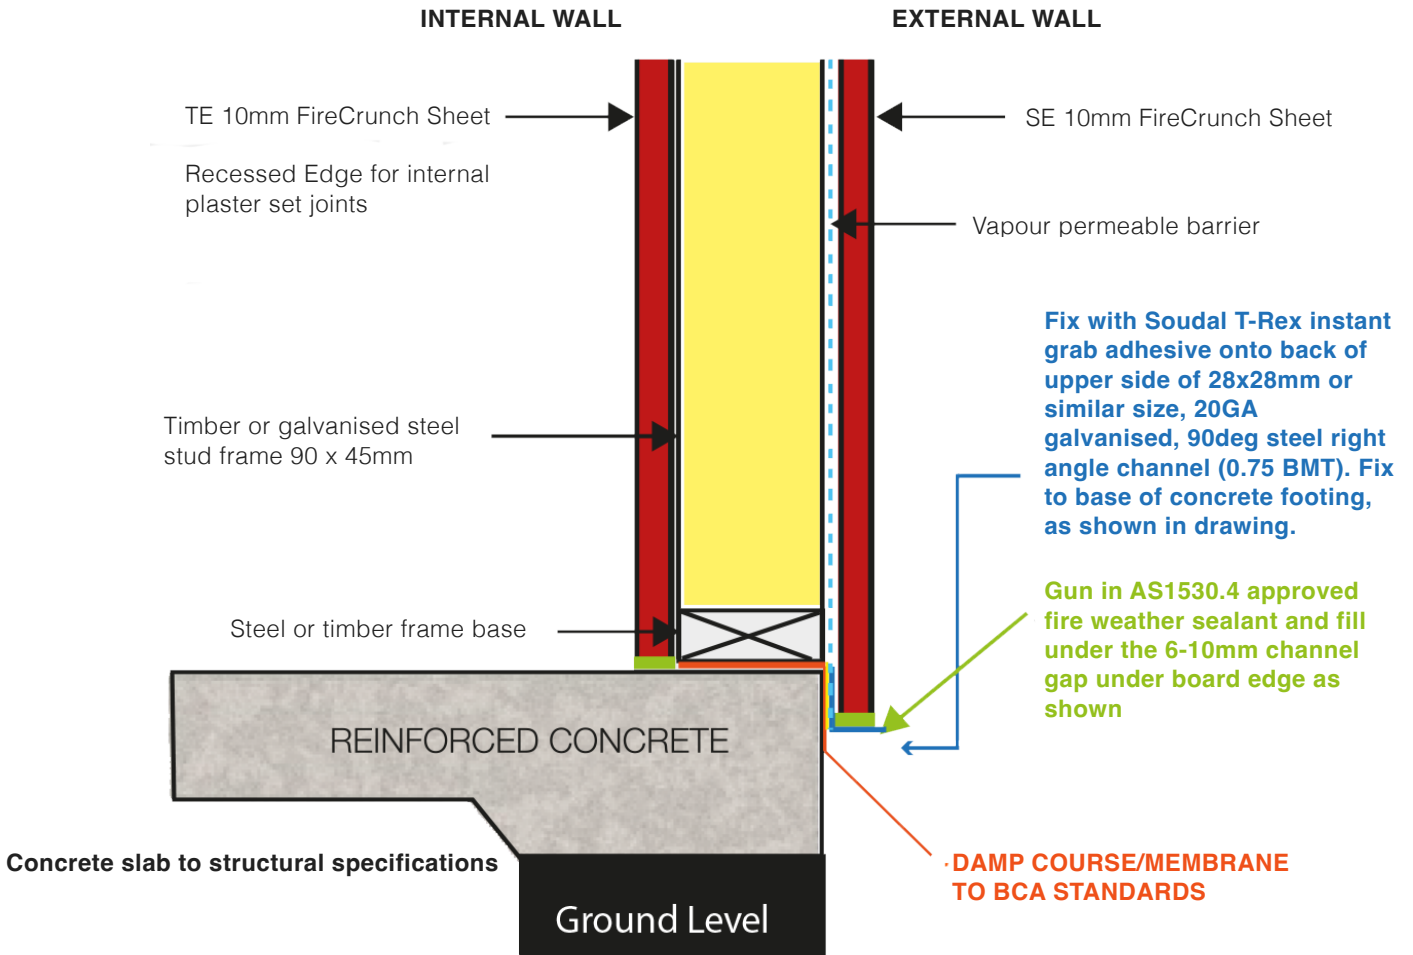 INTERNAL WALL
EXTERNAL WALL
TE 10mm FireCrunch Sheet
SE 10mm FireCrunch Sheet
Recessed Edge for internal
plaster set joints
Vapour permeable barrier
Fix with Soudal T-Rex instant
grab adhesive onto back of
upper side of 28x28mm or
similar size, 20GA
galvanised, 90deg steel right
angle channel (0.75 BMT). Fix
to base of concrete footing,
as shown in drawing.
Timber or galvanised steel
stud frame 90 x 45mm
Gun in AS1530.4 approved
fire weather sealant and fill
under the 6-10mm channel
gap under board edge as
shown
Steel or timber frame base
REINFORCED CONCRETE
Concrete slab to structural specifications
DAMP COURSE/MEMBRANE
TO BCA STANDARDS
Ground Level